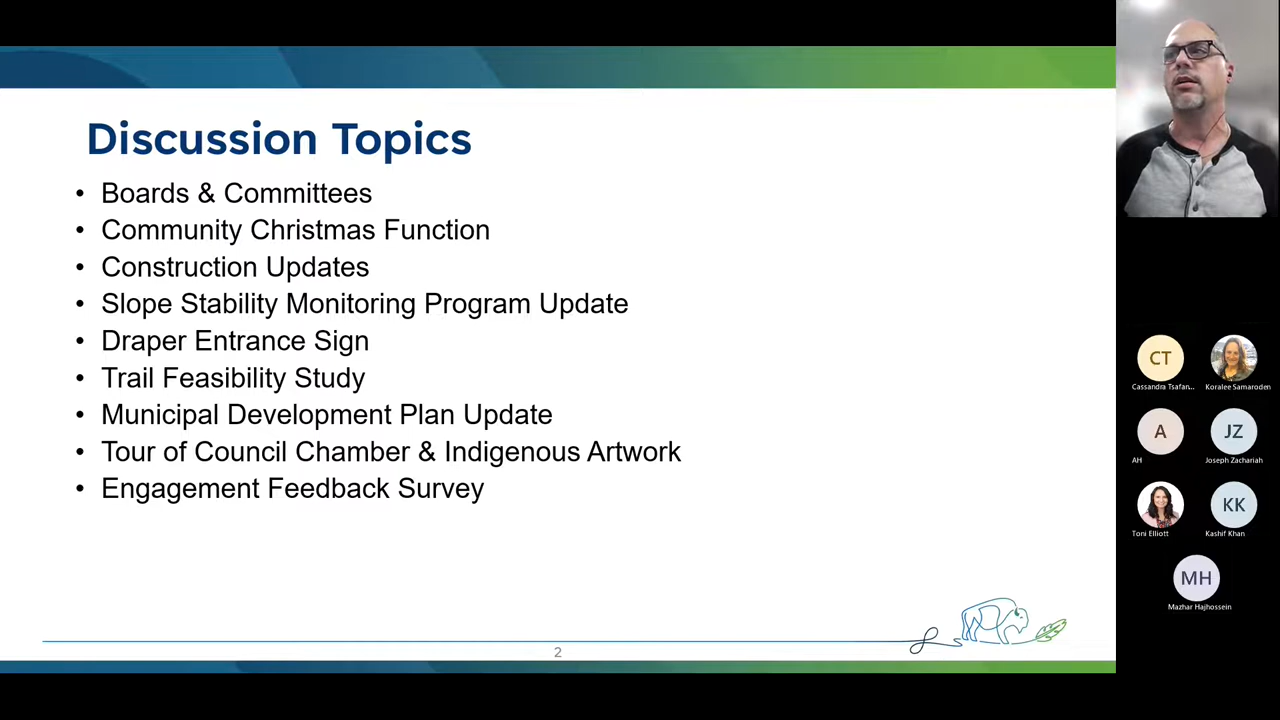 Discussion Topics
• Boards & Committees
• Community Christmas Function
• Construction Updates
• Slope Stability Monitoring Program Update
• Draper Entrance Sign
• Trail Feasibility Study
• Municipal Development Plan Update
• Tour of Council Chamber & Indigenous Artwork
• Engagement Feedback Survey
2
CT
Cassandra Tsafan...
Koralee Samaroden
A
AH
JZ
Joseph Zachariah
Toni Elliott
KK
Kashif Khan
MH
Mazhar Hajhossein